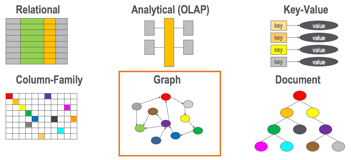 Relational
Analytical (OLAP)
Key-Value
key value
key value
key value
key value
Column-Family
Graph
Document